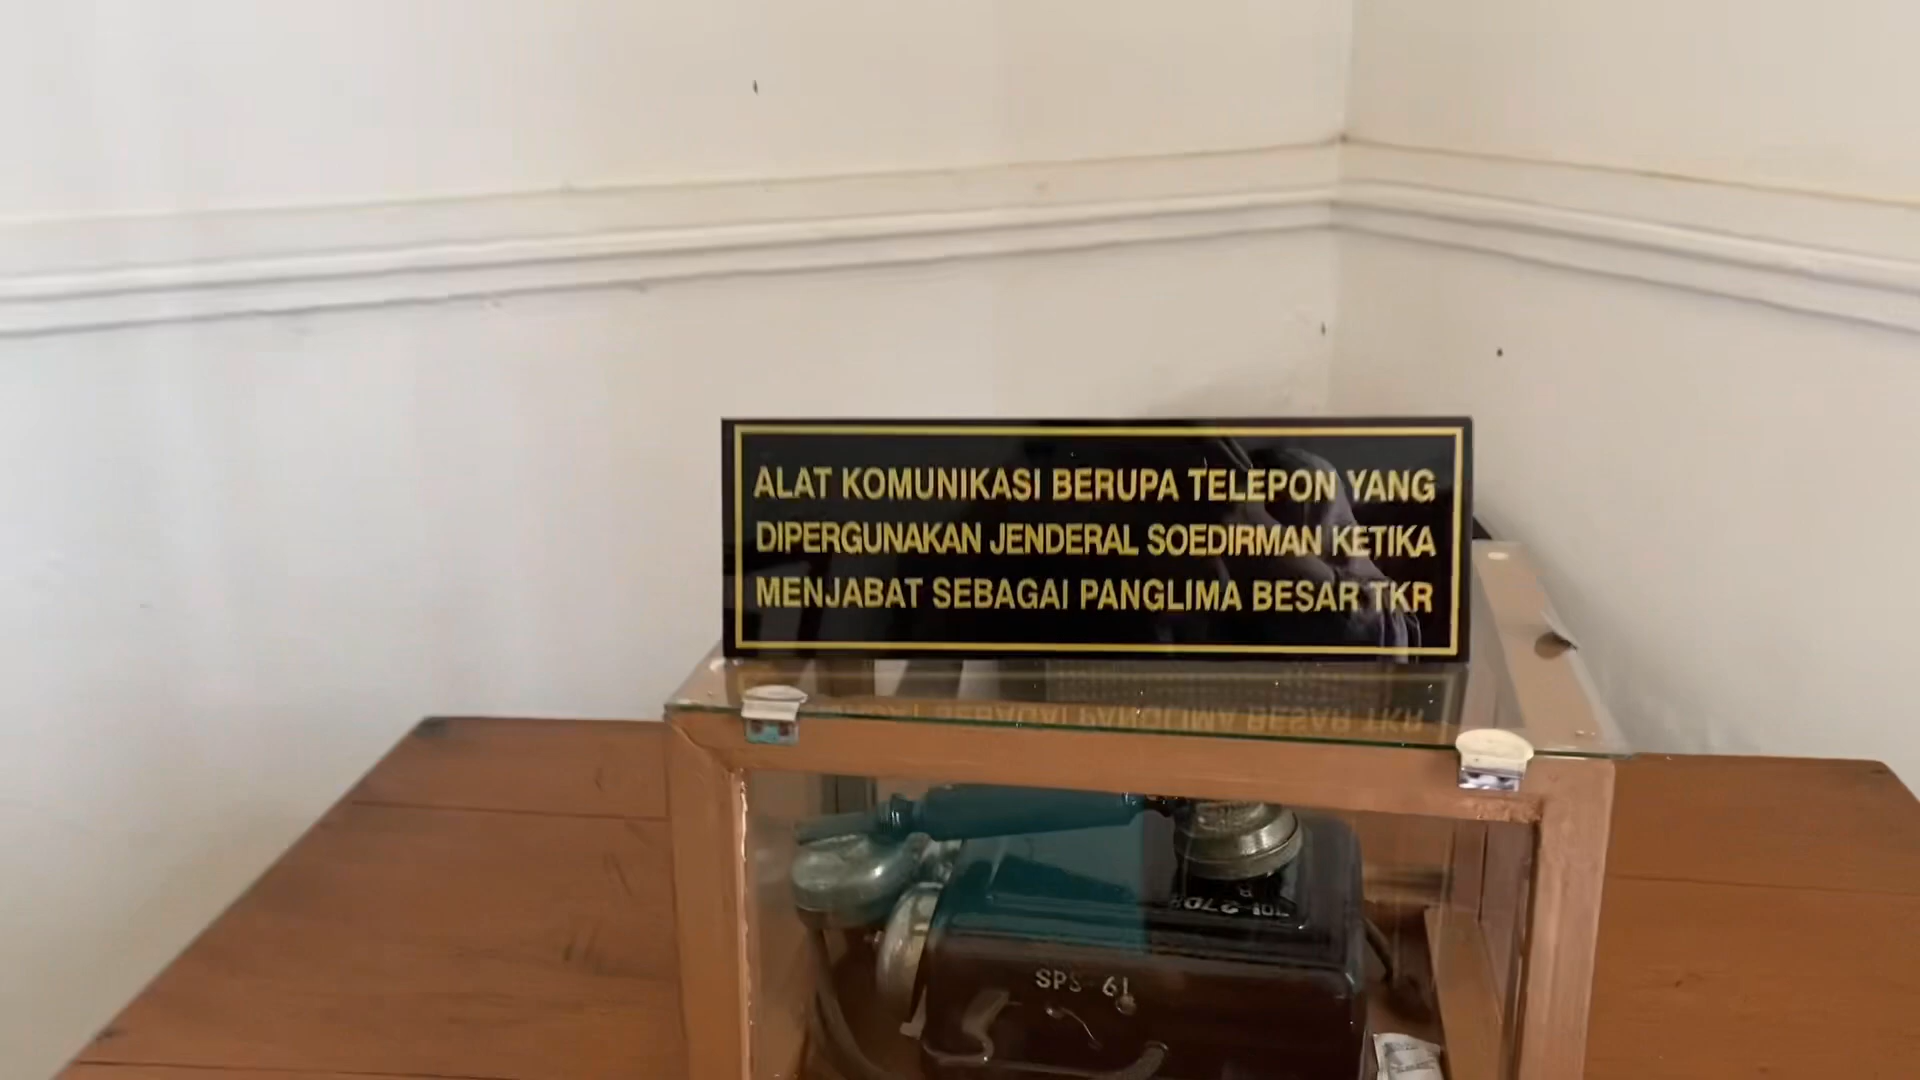 ALAT KOMUNIKASI BERUPA TELEPON YANG
DIPERGUNAKAN JENDERAL SOEDIRMAN KETIKA
MENJABAT SEBAGAI PANGLIMA BESAR TKR
SPS 61